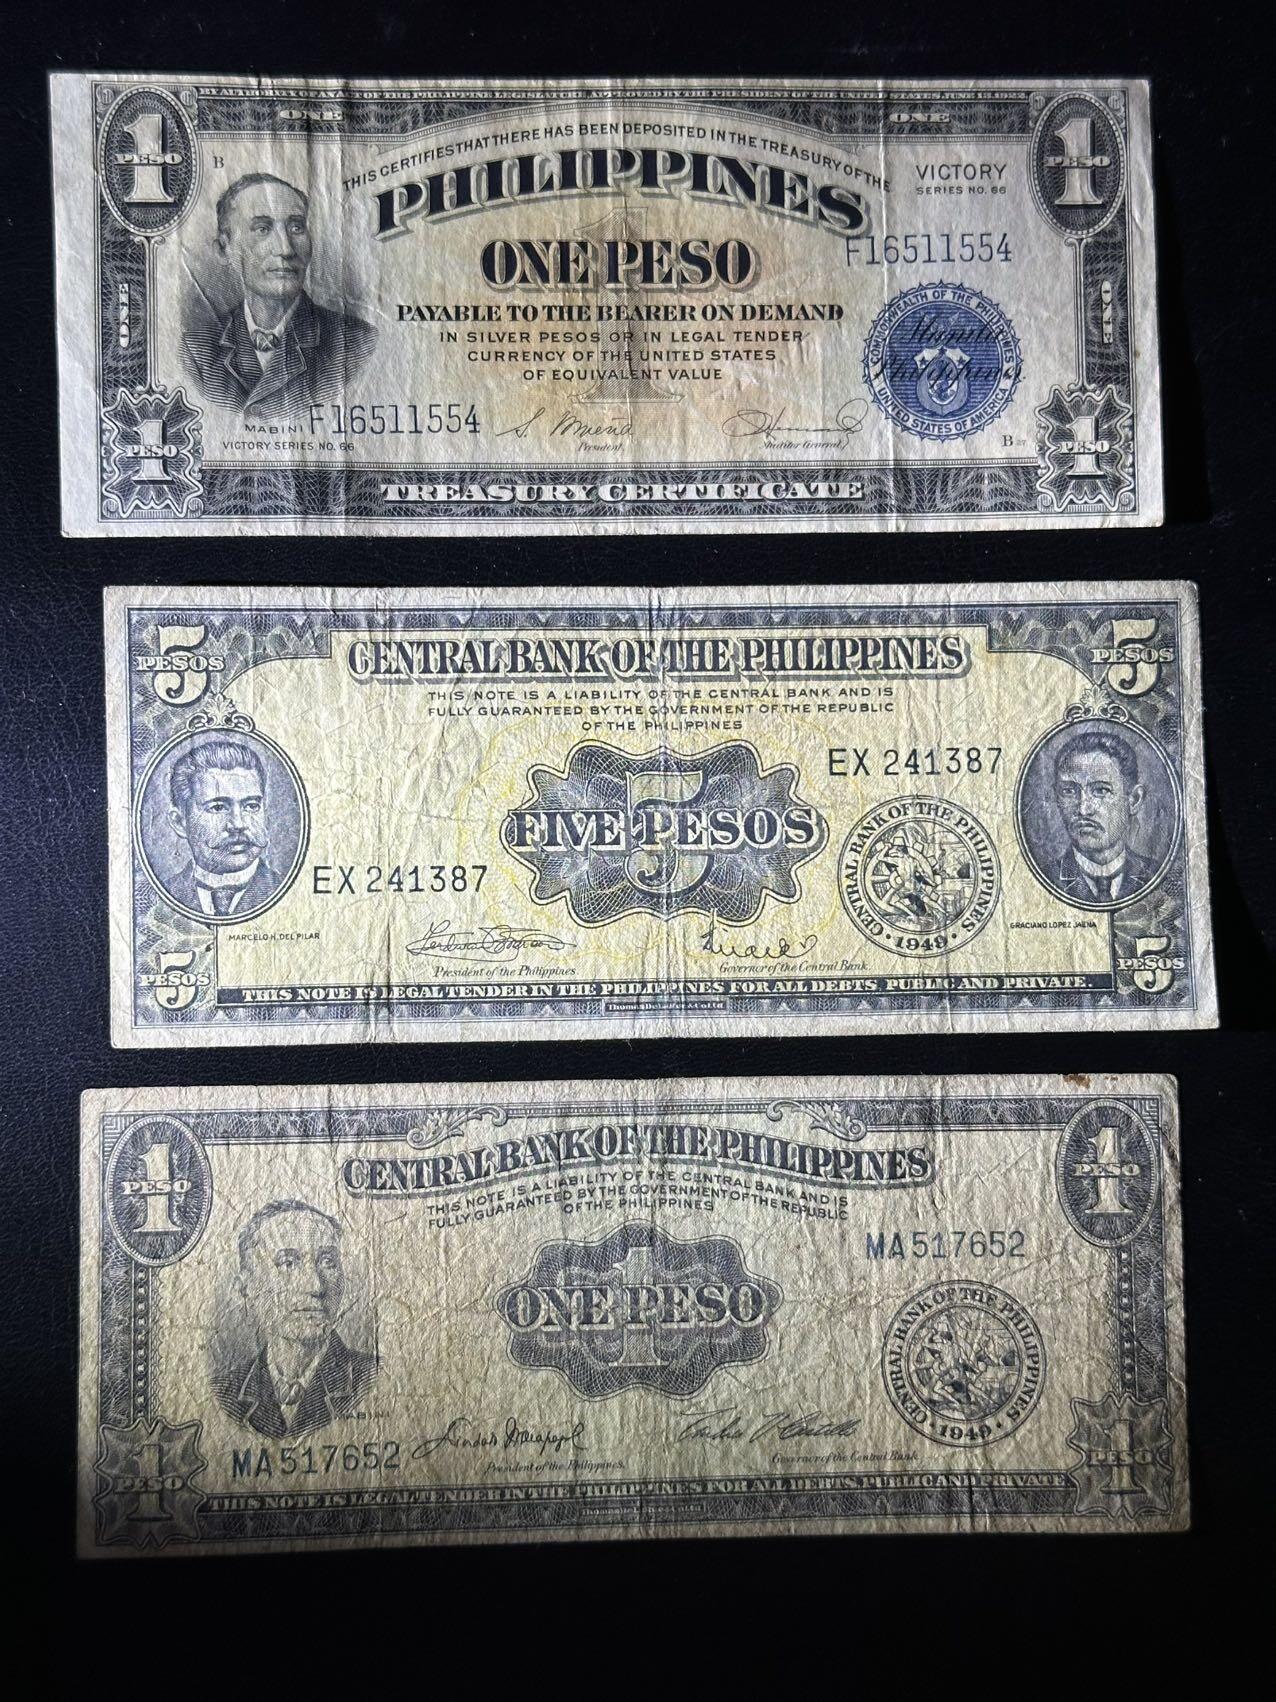 BY AUTHORITY OF AN ACT OF THE PHILIPPINE LEGISLATURE, APPROVED BY THE PRESIDENT OF THE UNITED STATES
ONE ONE
1 PESO
1 PESO
B
THIS CERTIFIES THAT THERE HAS BEEN DEPOSITED IN THE TREASURY OF THE
VICTORY
SERIES NO. 66
PHILIPPINES
F16511554
ONE PESO
PAYABLE TO THE BEARER ON DEMAND
IN SILVER PESOS OR IN LEGAL TENDER
CURRENCY OF THE UNITED STATES
OF EQUIVALENT VALUE
ONE
ONE
1
COMMONWEALTH OF THE PHILIPPINES
UNITED STATES OF AMERICA
MABINI F16511554
VICTORY SERIES NO. 66
President
Auditor General
B 27
1 PESO
1 PESO
TREASURY CERTIFICATE
5 PESOS
5 PESOS
CENTRAL BANK OF THE PHILIPPINES
THIS NOTE IS A LIABILITY OF THE CENTRAL BANK AND IS
FULLY GUARANTEED BY THE GOVERNMENT OF THE REPUBLIC
OF THE PHILIPPINES
EX 241387
5
FIVE PESOS
CENTRAL BANK OF THE PHILIPPINES
· 1949 ·
EX 241387
MARCELO H. DEL PILAR
GRACIANO LOPEZ JAENA
President of the Philippines
Governor of the Central Bank
5 PESOS
5 PESOS
THIS NOTE IS LEGAL TENDER IN THE PHILIPPINES FOR ALL DEBTS, PUBLIC AND PRIVATE.
1 PESO
1 PESO
CENTRAL BANK OF THE PHILIPPINES
THIS NOTE IS A LIABILITY OF THE CENTRAL BANK AND IS
FULLY GUARANTEED BY THE GOVERNMENT OF THE REPUBLIC
OF THE PHILIPPINES
MA 517652
1
ONE PESO
CENTRAL BANK OF THE PHILIPPINES
· 1949 ·
MABINI
MA 517652
President of the Philippines.
Governor of the Central Bank
1 PESO
1 PESO
THIS NOTE IS LEGAL TENDER IN THE PHILIPPINES FOR ALL DEBTS, PUBLIC AND PRIVATE